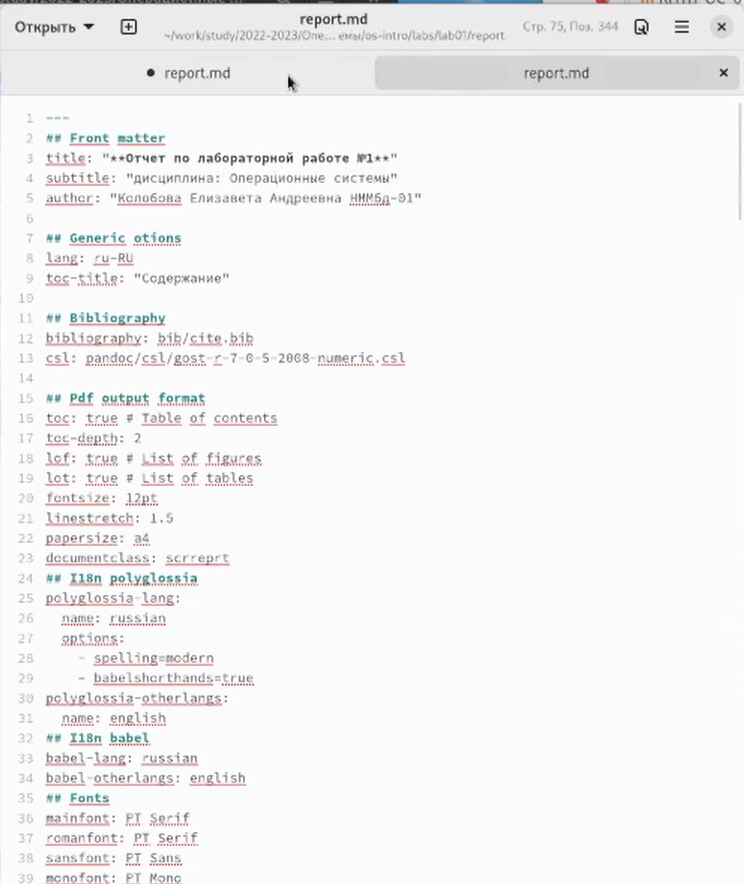 Открыть
report.md
~/work/study/2022-2023/Опе... емы/os-intro/labs/lab01/report
Стр. 75, Поз. 344
report.md
report.md
1 ---
2 ## Front matter
3 title: "**Отчет по лабораторной работе №1**"
4 subtitle: "дисциплина: Операционные системы"
5 author: "Колобова Елизавета Андреевна НММбд-01"
6
7 ## Generic otions
8 lang: ru-RU
9 toc-title: "Содержание"
10
11 ## Bibliography
12 bibliography: bib/cite.bib
13 csl: pandoc/csl/gost-r-7-0-5-2008-numeric.csl
14
15 ## Pdf output format
16 toc: true # Table of contents
17 toc-depth: 2
18 lof: true # List of figures
19 lot: true # List of tables
20 fontsize: 12pt
21 linestretch: 1.5
22 papersize: a4
23 documentclass: scrreprt
24 ## I18n polyglossia
25 polyglossia-lang:
26 name: russian
27 options:
28 - spelling=modern
29 - babelshorthands=true
30 polyglossia-otherlangs:
31 name: english
32 ## I18n babel
33 babel-lang: russian
34 babel-otherlangs: english
35 ## Fonts
36 mainfont: PT Serif
37 romanfont: PT Serif
38 sansfont: PT Sans
39 monofont: PT Mono